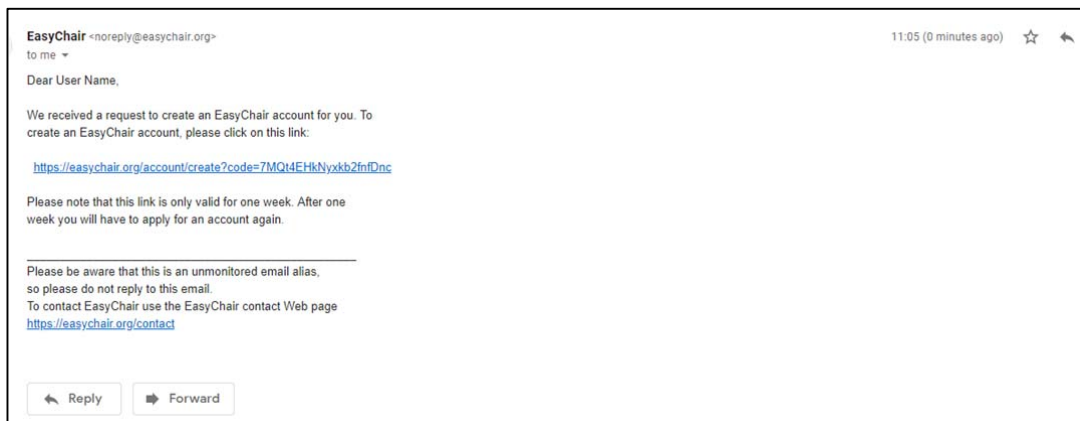 EasyChair <noreply@easychair.org>
11:05 (0 minutes ago)
to me
Dear User Name,
We received a request to create an EasyChair account for you. To
create an EasyChair account, please click on this link:
https://easychair.org/account/create?code=7MQt4EHkNyxkb2fnfDnc
Please note that this link is only valid for one week. After one
week you will have to apply for an account again.
Please be aware that this is an unmonitored email alias,
so please do not reply to this email.
To contact EasyChair use the EasyChair contact Web page
https://easychair.org/contact
Reply
Forward